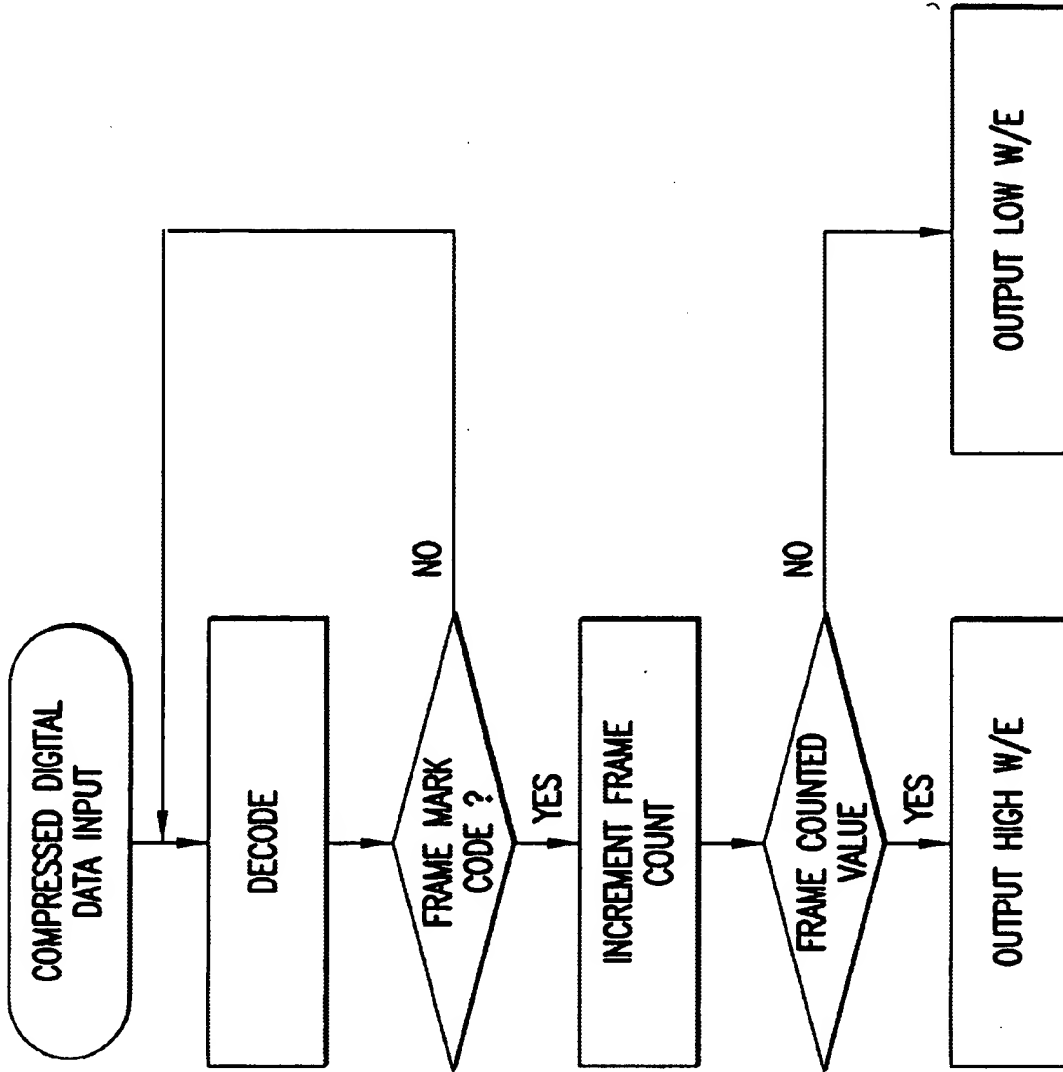 COMPRESSED DIGITAL
DATA INPUT
DECODE
FRAME MARK
CODE ?
NO
YES
INCREMENT FRAME
COUNT
FRAME COUNTED
VALUE
NO
YES
OUTPUT HIGH W/E
OUTPUT LOW W/E